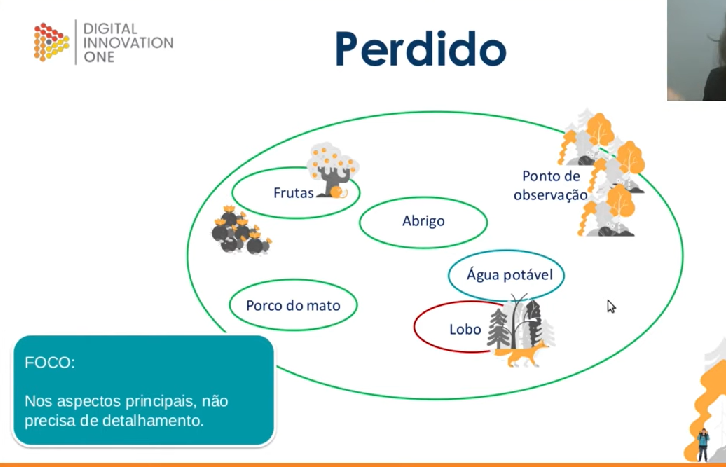 DIGITAL
INNOVATION
ONE
Perdido
Frutas
Ponto de
observação
Abrigo
Água potável
Porco do mato
Lobo
FOCO:
Nos aspectos principais, não
precisa de detalhamento.